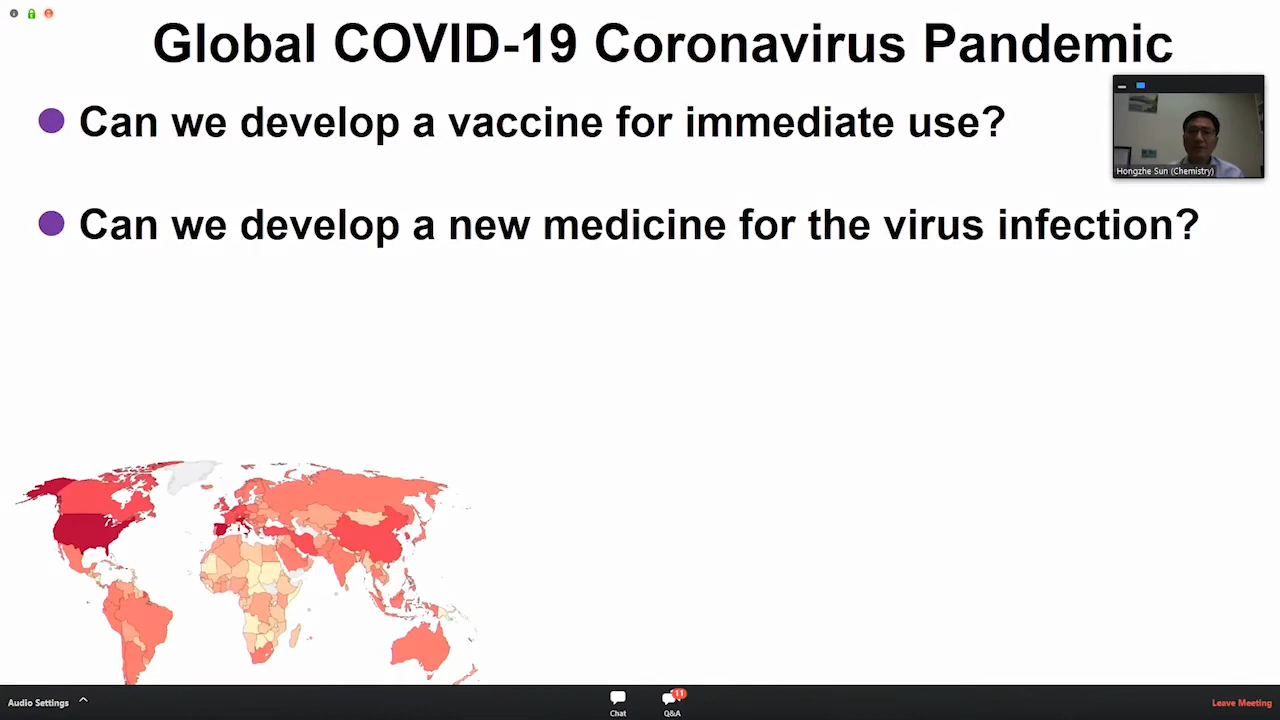 Global COVID-19 Coronavirus Pandemic
Can we develop a vaccine for immediate use?
Hongzhe Sun (Chemistry)
Can we develop a new medicine for the virus infection?
Audio Settings
Chat
11
Q&A
Leave Meeting